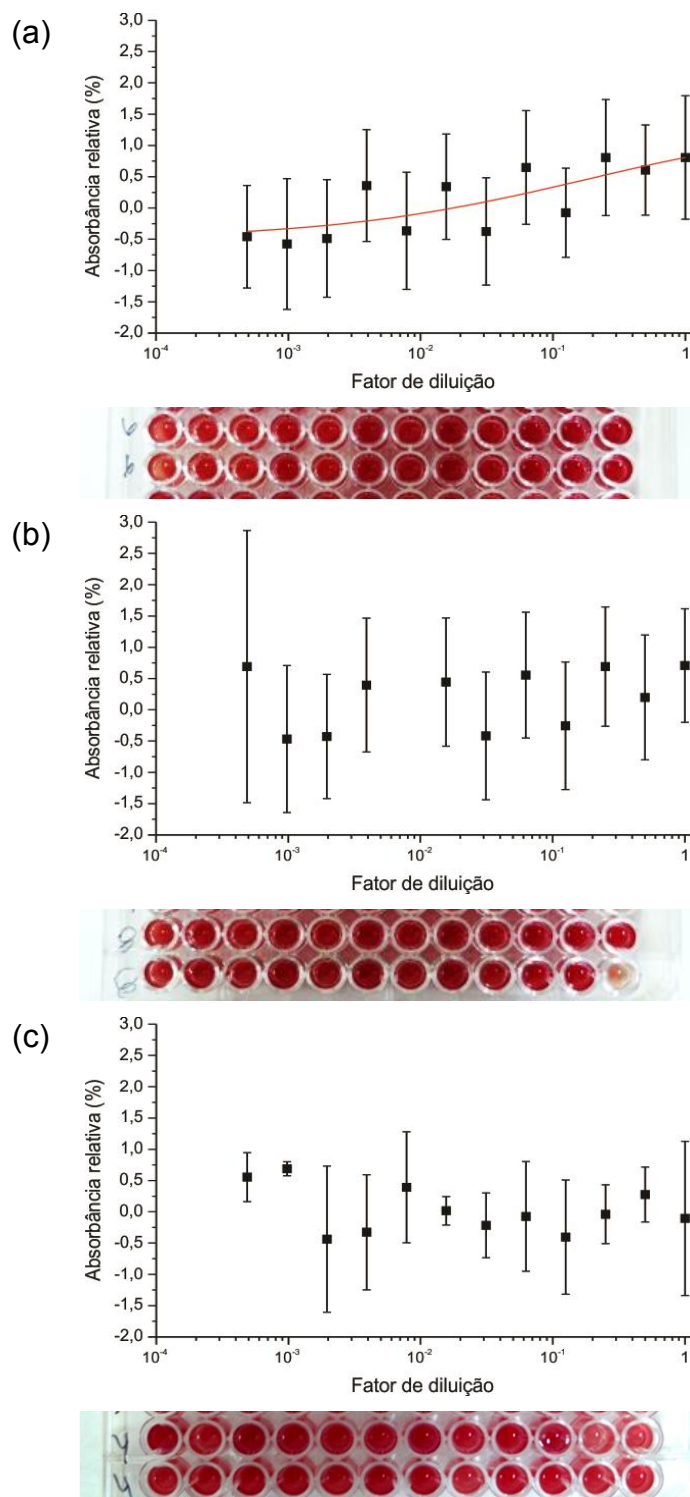 (a)
Absorbância relativa (%)
3,0
2,5
2,0
1,5
1,0
0,5
0,0
-0,5
-1,0
-1,5
-2,0
10⁻⁴ 10⁻³ 10⁻² 10⁻¹ 1
Fator de diluição
(b)
Absorbância relativa (%)
3,0
2,5
2,0
1,5
1,0
0,5
0,0
-0,5
-1,0
-1,5
-2,0
10⁻⁴ 10⁻³ 10⁻² 10⁻¹ 1
Fator de diluição
(c)
Absorbância relativa (%)
3,0
2,5
2,0
1,5
1,0
0,5
0,0
-0,5
-1,0
-1,5
-2,0
10⁻⁴ 10⁻³ 10⁻² 10⁻¹ 1
Fator de diluição